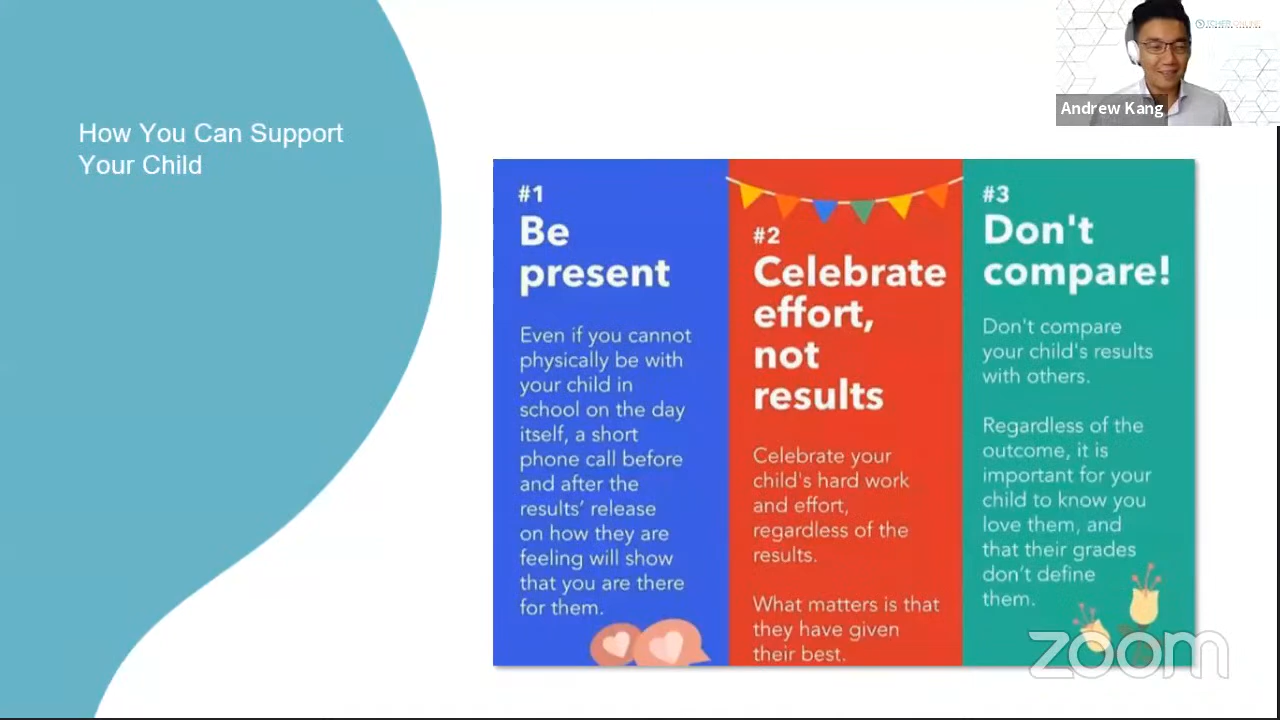 How You Can Support
Your Child
Andrew Kang
#1
Be
present
Even if you cannot
physically be with
your child in
school on the day
itself, a short
phone call before
and after the
results' release
on how they are
feeling will show
that you are there
for them.
#2
Celebrate
effort,
not
results
Celebrate your
child's hard work
and effort,
regardless of the
results.
What matters is that
they have given
their best.
#3
Don't
compare!
Don't compare
your child's results
with others.
Regardless of the
outcome, it is
important for your
child to know you
love them, and
that their grades
don't define
them.
zoom